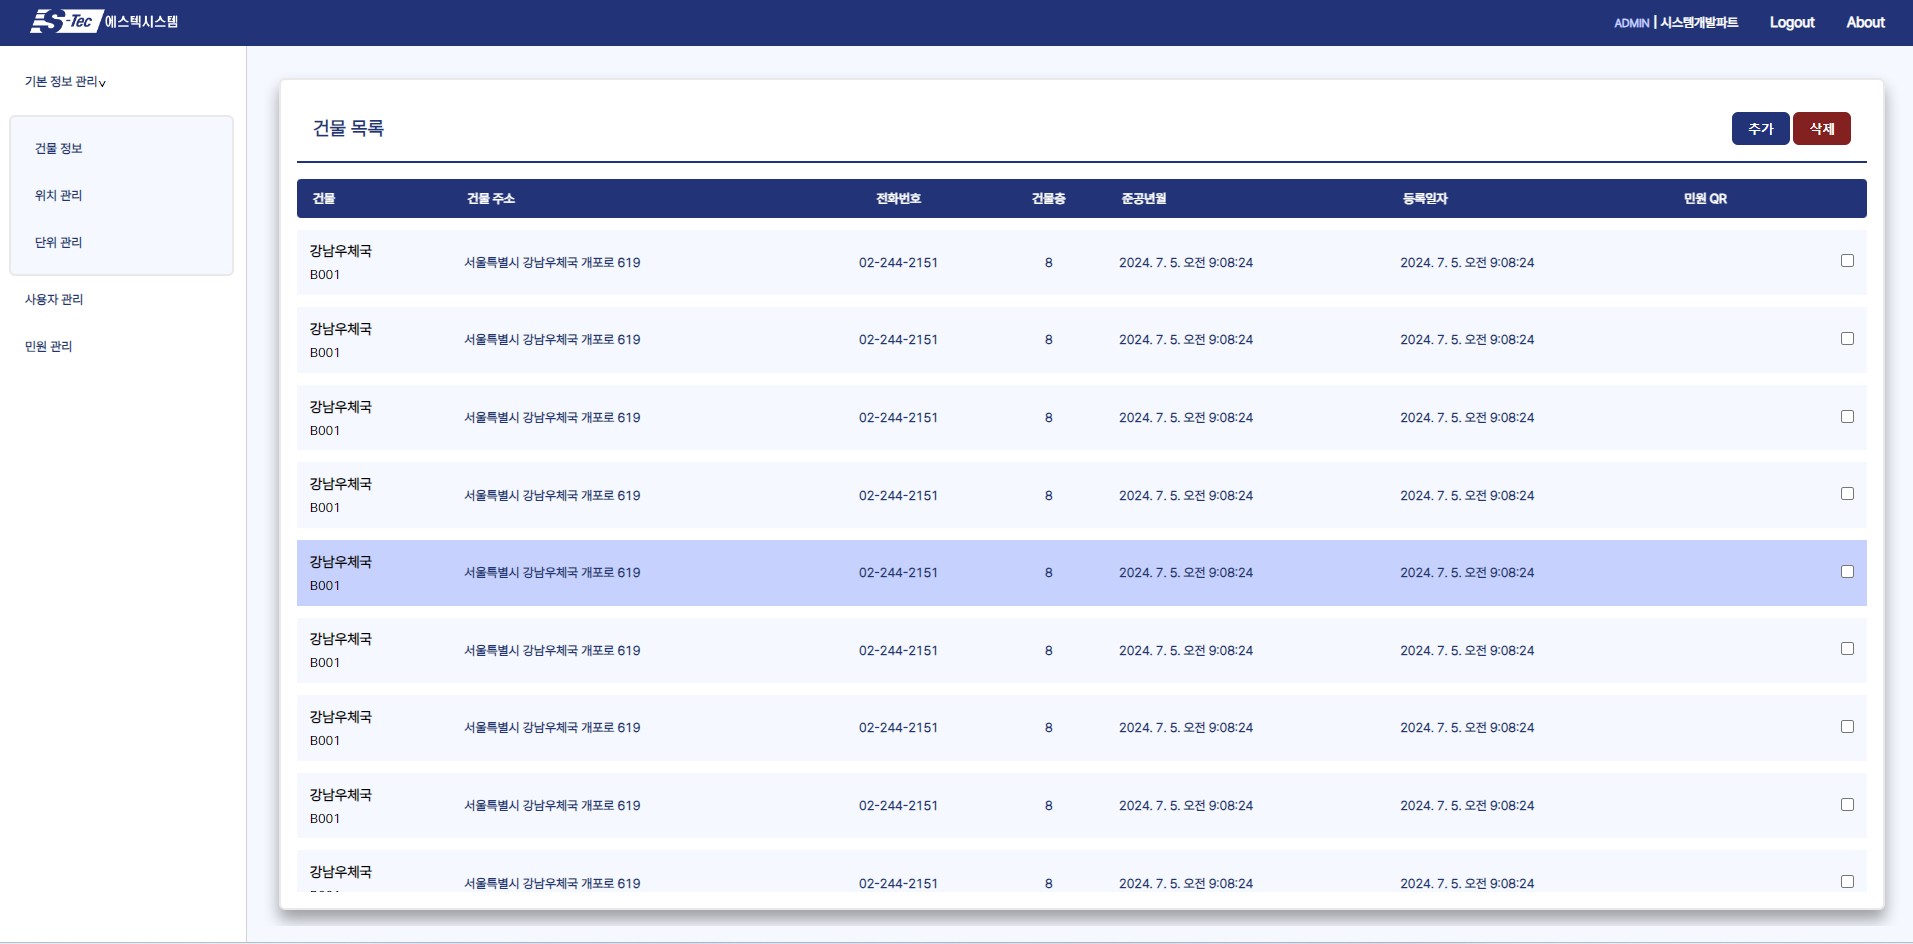 S-Tec 에스텍시스템
ADMIN | 시스템개발파트 Logout About
기본 정보 관리
건물 정보
위치 관리
단위 관리
사용자 관리
민원 관리
건물 목록
추가 삭제
건물 건물 주소 전화번호 건물층 준공년월 등록일자 민원 QR
강남우체국
B001
서울특별시 강남우체국 개포로 619 02-244-2151 8 2024. 7. 5. 오전 9:08:24 2024. 7. 5. 오전 9:08:24
강남우체국
B001
서울특별시 강남우체국 개포로 619 02-244-2151 8 2024. 7. 5. 오전 9:08:24 2024. 7. 5. 오전 9:08:24
강남우체국
B001
서울특별시 강남우체국 개포로 619 02-244-2151 8 2024. 7. 5. 오전 9:08:24 2024. 7. 5. 오전 9:08:24
강남우체국
B001
서울특별시 강남우체국 개포로 619 02-244-2151 8 2024. 7. 5. 오전 9:08:24 2024. 7. 5. 오전 9:08:24
강남우체국
B001
서울특별시 강남우체국 개포로 619 02-244-2151 8 2024. 7. 5. 오전 9:08:24 2024. 7. 5. 오전 9:08:24
강남우체국
B001
서울특별시 강남우체국 개포로 619 02-244-2151 8 2024. 7. 5. 오전 9:08:24 2024. 7. 5. 오전 9:08:24
강남우체국
B001
서울특별시 강남우체국 개포로 619 02-244-2151 8 2024. 7. 5. 오전 9:08:24 2024. 7. 5. 오전 9:08:24
강남우체국
B001
서울특별시 강남우체국 개포로 619 02-244-2151 8 2024. 7. 5. 오전 9:08:24 2024. 7. 5. 오전 9:08:24
강남우체국
서울특별시 강남우체국 개포로 619 02-244-2151 8 2024. 7. 5. 오전 9:08:24 2024. 7. 5. 오전 9:08:24